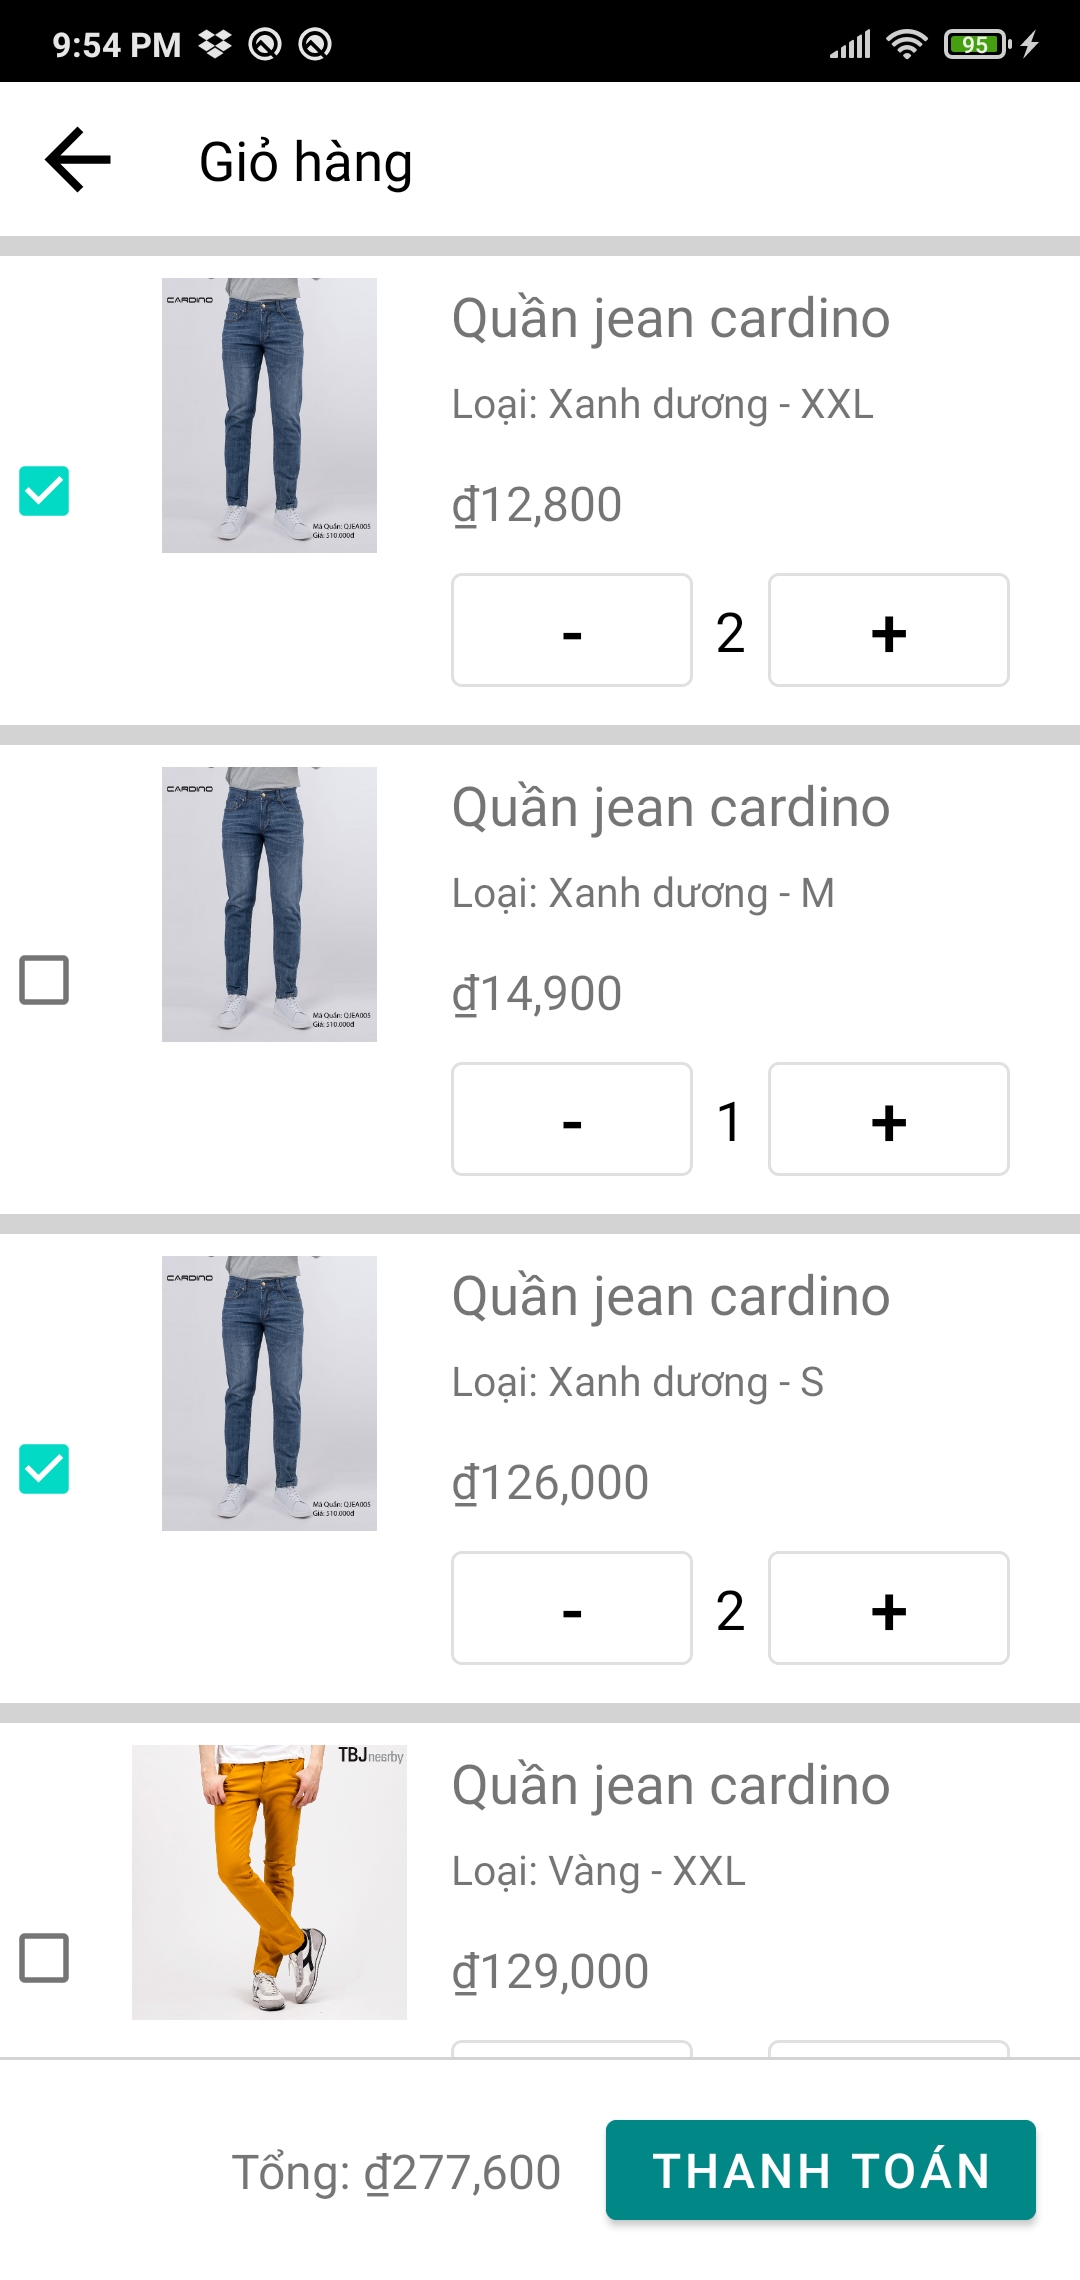 9:54 PM
95
Giỏ hàng
CARDINO
Mã Quần: QJEA005
Giá: 510.000đ
Quần jean cardino
Loại: Xanh dương - XXL
₫12,800
- 2 +
CARDINO
Mã Quần: QJEA005
Giá: 510.000đ
Quần jean cardino
Loại: Xanh dương - M
₫14,900
- 1 +
CARDINO
Mã Quần: QJEA005
Giá: 510.000đ
Quần jean cardino
Loại: Xanh dương - S
₫126,000
- 2 +
TBJ nearby
Quần jean cardino
Loại: Vàng - XXL
₫129,000
Tổng: ₫277,600
THANH TOÁN